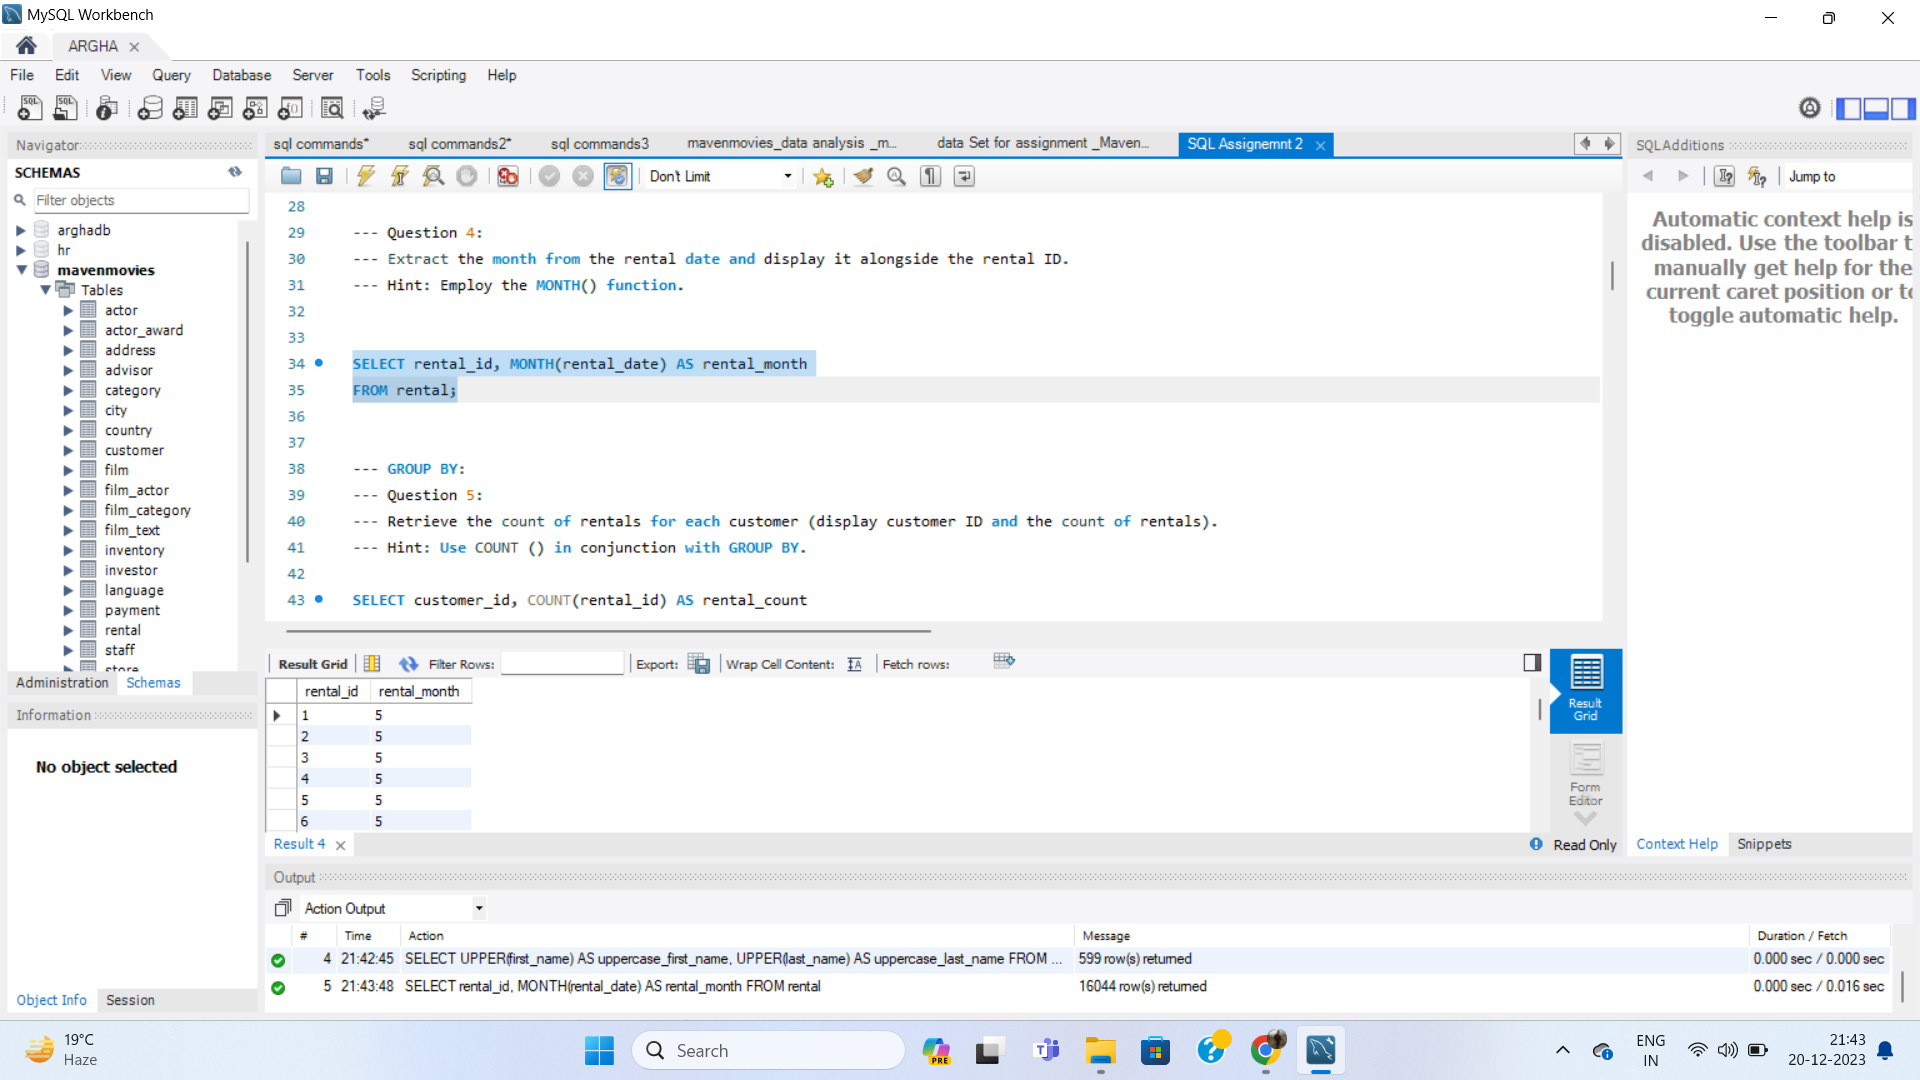 MySQL Workbench
ARGHA
File Edit View Query Database Server Tools Scripting Help
Navigator
SCHEMAS
Filter objects
arghadb
hr
mavenmovies
Tables
actor
actor_award
address
advisor
category
city
country
customer
film
film_actor
film_category
film_text
inventory
investor
language
payment
rental
staff
store
Administration Schemas
Information
No object selected
Object Info Session
sql commands* sql commands2* sql commands3 mavenmovies_data analysis _m... data Set for assignment _Maven... SQL Assignemnt 2
Don't Limit
28
29 --- Question 4:
30 --- Extract the month from the rental date and display it alongside the rental ID.
31 --- Hint: Employ the MONTH() function.
32
33
34 SELECT rental_id, MONTH(rental_date) AS rental_month
35 FROM rental;
36
37
38 --- GROUP BY:
39 --- Question 5:
40 --- Retrieve the count of rentals for each customer (display customer ID and the count of rentals).
41 --- Hint: Use COUNT () in conjunction with GROUP BY.
42
43 SELECT customer_id, COUNT(rental_id) AS rental_count
Result Grid Filter Rows: Export: Wrap Cell Content: Fetch rows:
rental_id rental_month
1 5
2 5
3 5
4 5
5 5
6 5
Result Grid
Form Editor
Result 4
Read Only
SQLAdditions
Jump to
Automatic context help is
disabled. Use the toolbar t
manually get help for the
current caret position or to
toggle automatic help.
Context Help Snippets
Output
Action Output
# Time Action Message Duration / Fetch
4 21:42:45 SELECT UPPER(first_name) AS uppercase_first_name, UPPER(last_name) AS uppercase_last_name FROM ... 599 row(s) returned 0.000 sec / 0.000 sec
5 21:43:48 SELECT rental_id, MONTH(rental_date) AS rental_month FROM rental 16044 row(s) returned 0.000 sec / 0.016 sec
19°C
Haze
Search
PRE
ENG
IN
21:43
20-12-2023